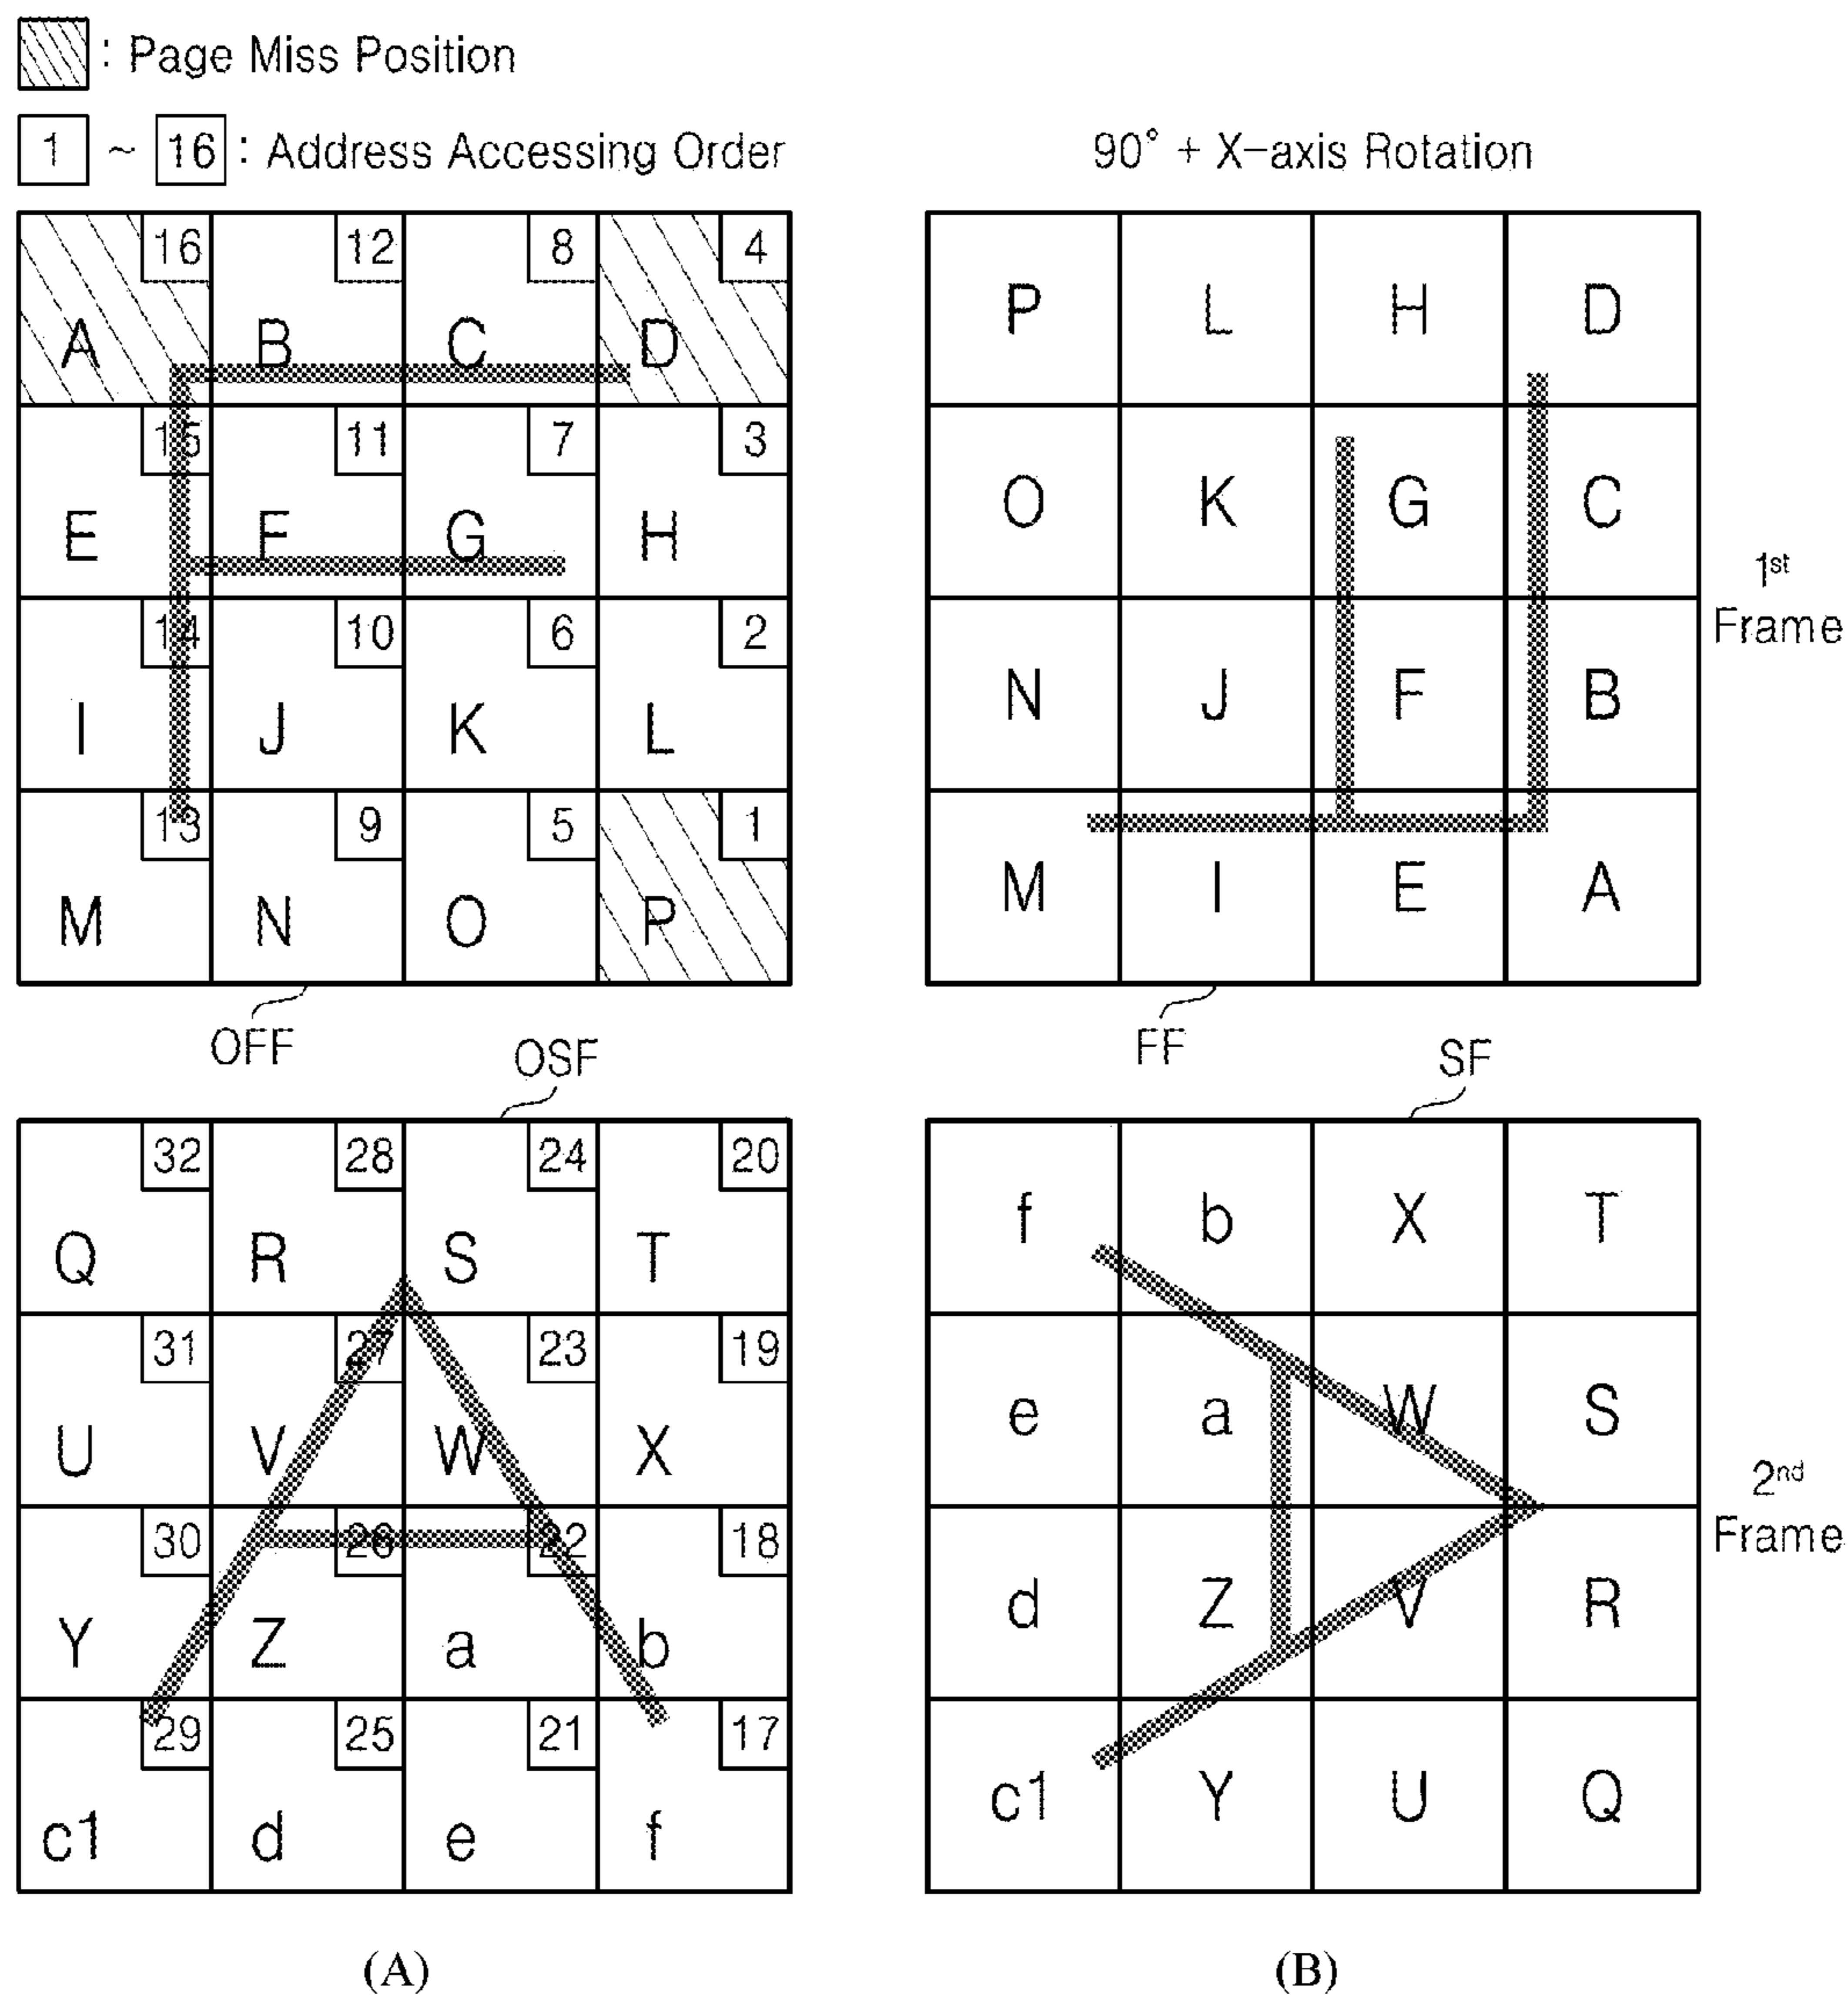 : Page Miss Position
1 ~ 16 : Address Accessing Order
90° + X-axis Rotation
16 12 8 4
A B C D
15 11 7 3
E F G H
14 10 6 2
I J K L
13 9 5 1
M N O P
OFF
P L H D
O K G C
N J F B
M I E A
1st
Frame
FF
OSF
32 28 24 20
Q R S T
31 27 23 19
U V W X
30 26 22 18
Y Z a b
29 25 21 17
c1 d e f
(A)
SF
f b X T
e a W S
d Z V R
c1 Y U Q
2nd
Frame
(B)